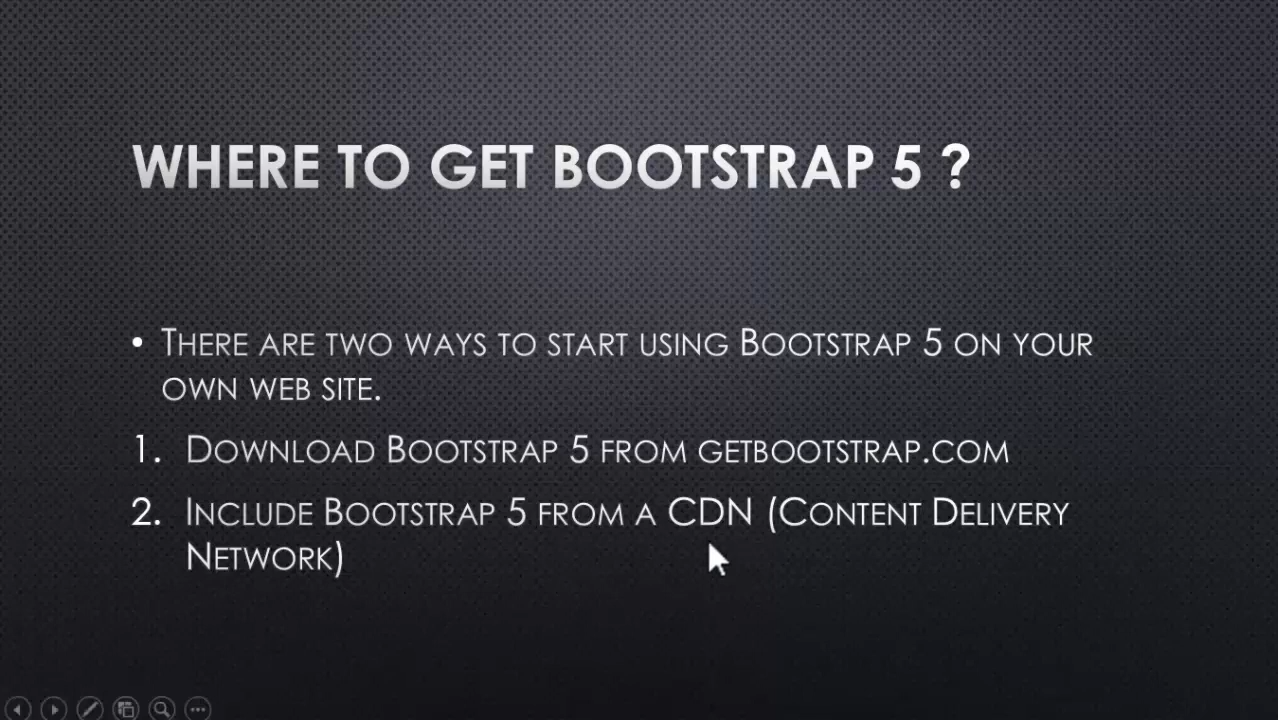 WHERE TO GET BOOTSTRAP 5 ?
• THERE ARE TWO WAYS TO START USING BOOTSTRAP 5 ON YOUR
OWN WEB SITE.
1. DOWNLOAD BOOTSTRAP 5 FROM GETBOOTSTRAP.COM
2. INCLUDE BOOTSTRAP 5 FROM A CDN (CONTENT DELIVERY
NETWORK)